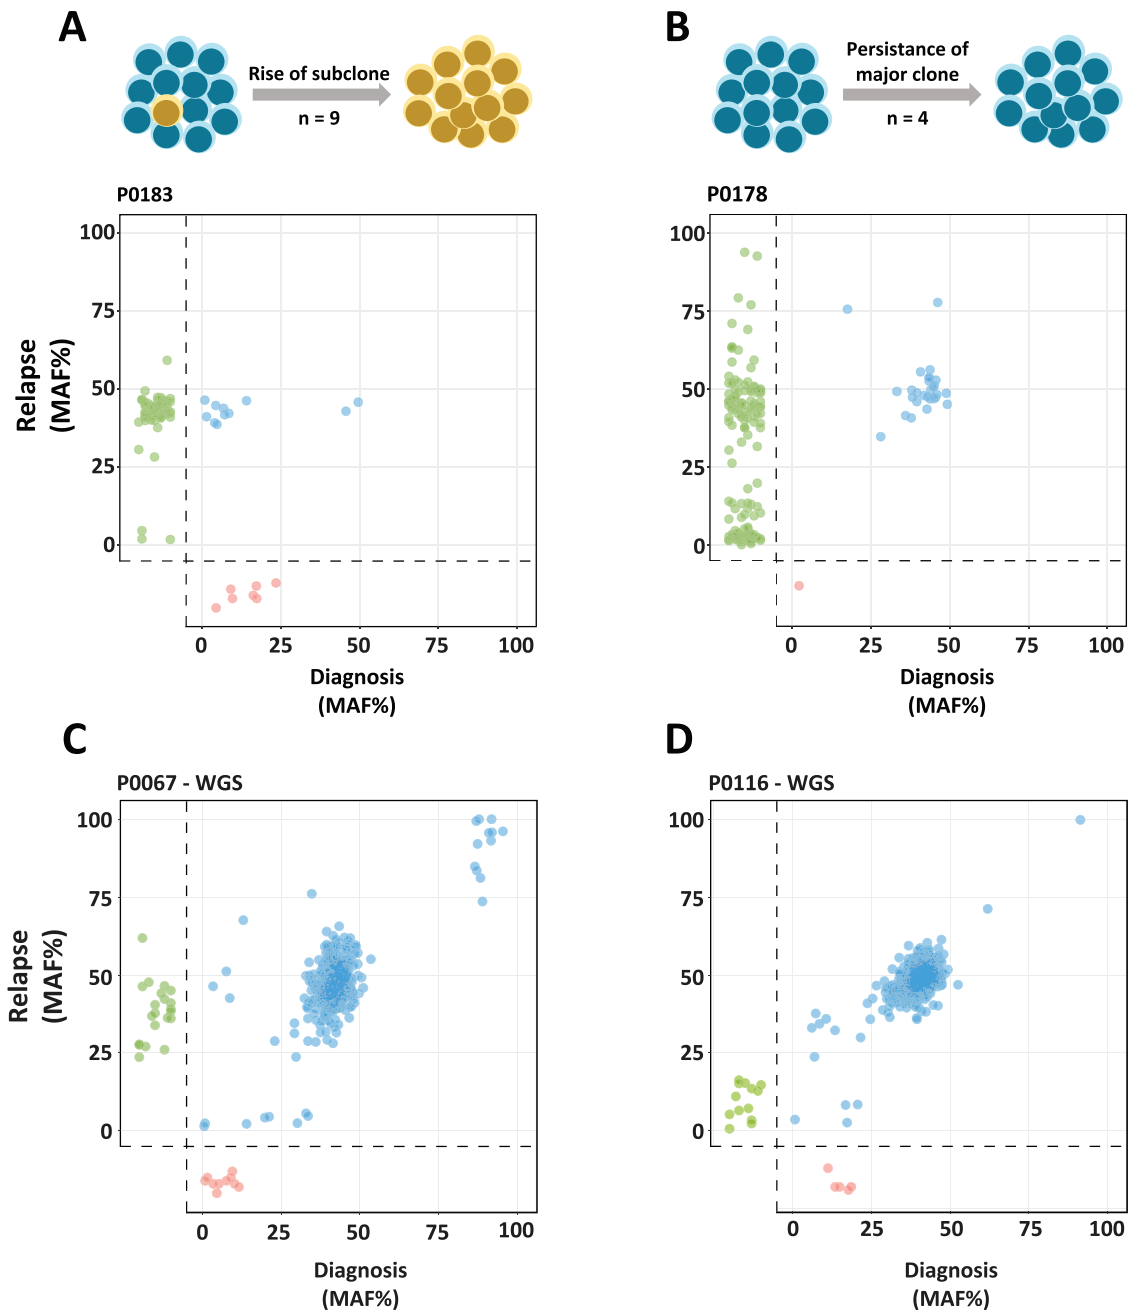 A
Rise of subclone
n = 9
B
Persistance of
major clone
n = 4
P0183
100
75
50
25
0
Relapse
(MAF%)
0 25 50 75 100
Diagnosis
(MAF%)
P0178
100
75
50
25
0
0 25 50 75 100
Diagnosis
(MAF%)
C
P0067 - WGS
100
75
50
25
0
Relapse
(MAF%)
0 25 50 75 100
Diagnosis
(MAF%)
D
P0116 - WGS
100
75
50
25
0
0 25 50 75 100
Diagnosis
(MAF%)